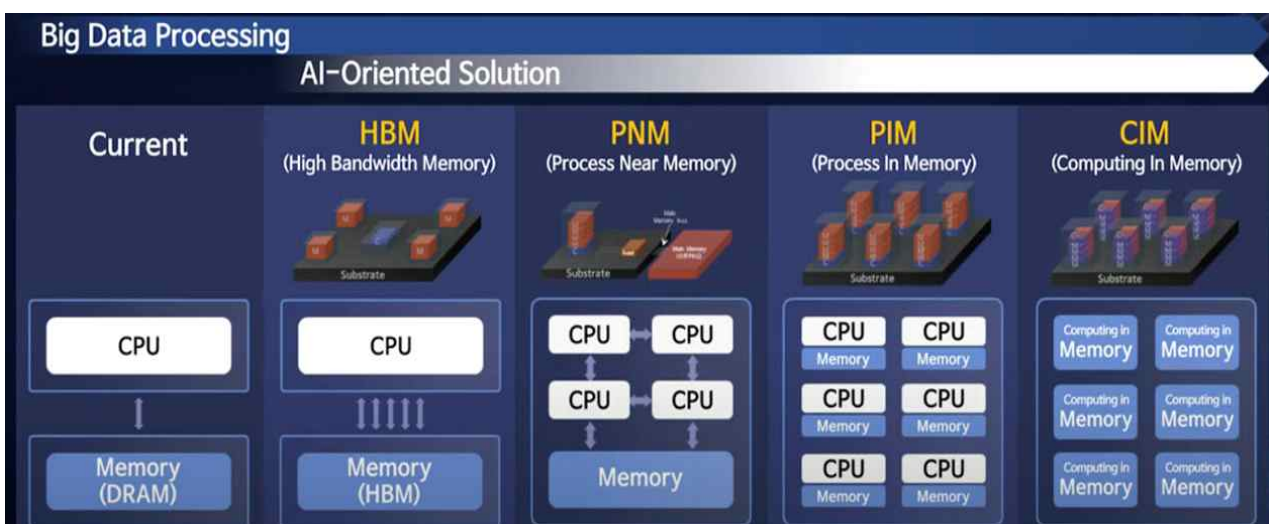 Big Data Processing
AI-Oriented Solution
Current
HBM
(High Bandwidth Memory)
PNM
(Process Near Memory)
PIM
(Process In Memory)
CIM
(Computing In Memory)
Substrate
Substrate
Substrate
Substrate
CPU
Memory
(DRAM)
CPU
Memory
(HBM)
CPU CPU
CPU CPU
Memory
CPU CPU
Memory Memory
CPU CPU
Memory Memory
CPU CPU
Memory Memory
Computing in Computing in
Memory Memory
Computing in Computing in
Memory Memory
Computing in Computing in
Memory Memory